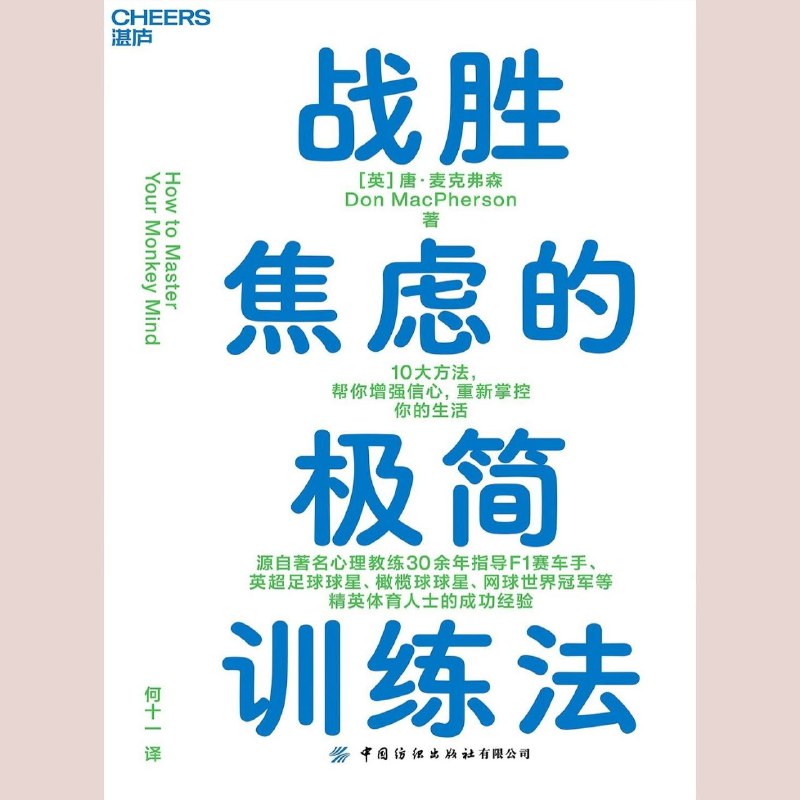 CHEERS
湛庐
战胜
[英] 唐·麦克弗森
Don MacPherson
著
How to Master
Your Monkey Mind
焦虑的
10大方法，
帮你增强信心，重新掌控
你的生活
极简
源自著名心理教练30余年指导F1赛车手、
英超足球球星、橄榄球球星、网球世界冠军等
精英体育人士的成功经验
训练法
何十一 译
中国纺织出版社有限公司